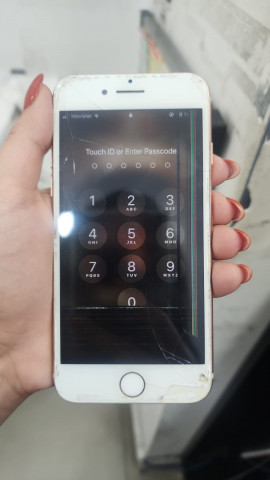 Touch ID or Enter Passcode
1 2 3
ABC DEF
4 5 6
GHI JKL MNO
7 8 9
PQRS TUV WXYZ
0